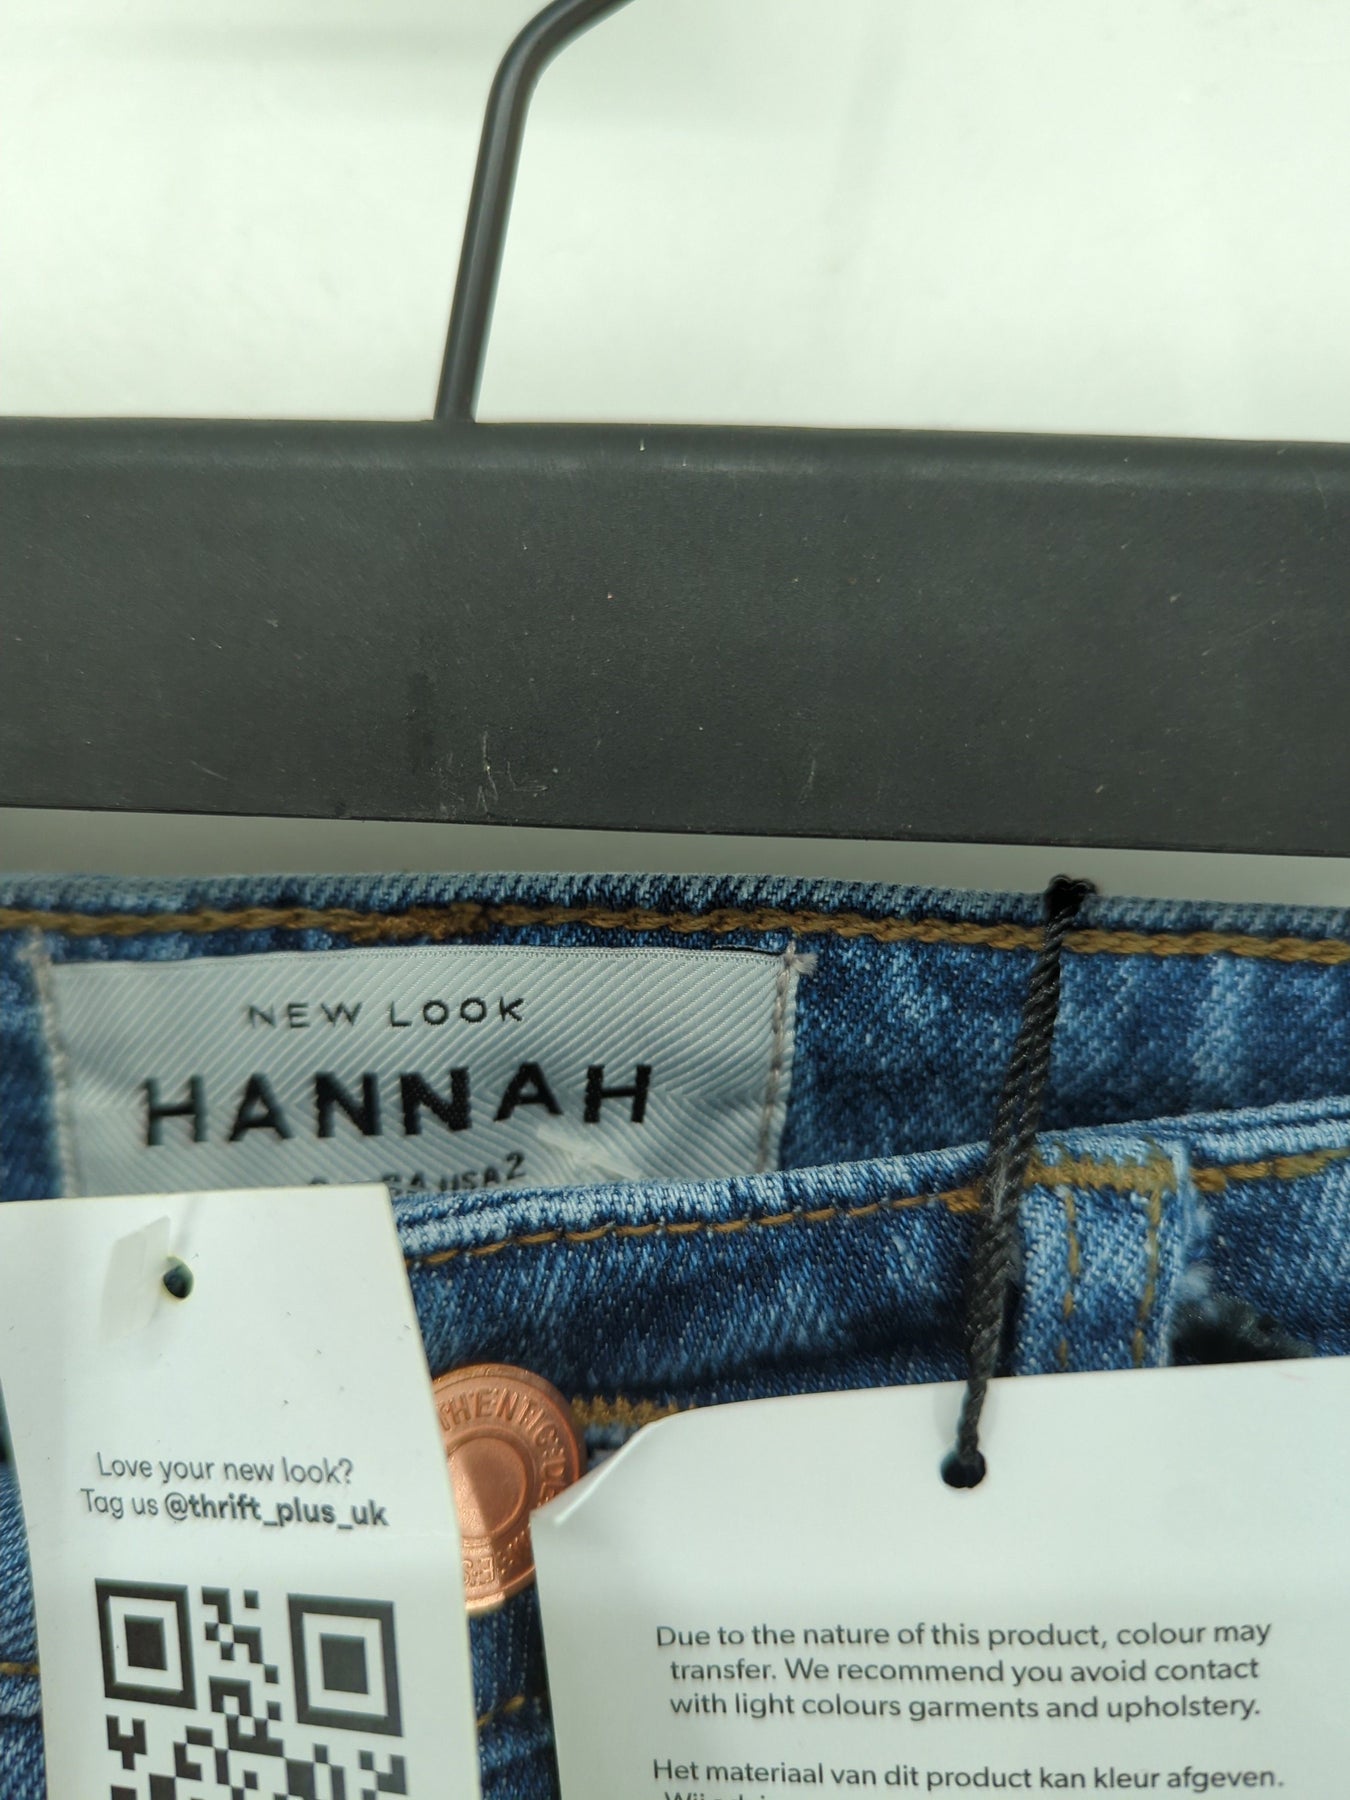 NEW LOOK
HANNAH
USA 2
Love your new look?
Tag us @thrift_plus_uk
Due to the nature of this product, colour may
transfer. We recommend you avoid contact
with light colours garments and upholstery.
Het materiaal van dit product kan kleur afgeven.